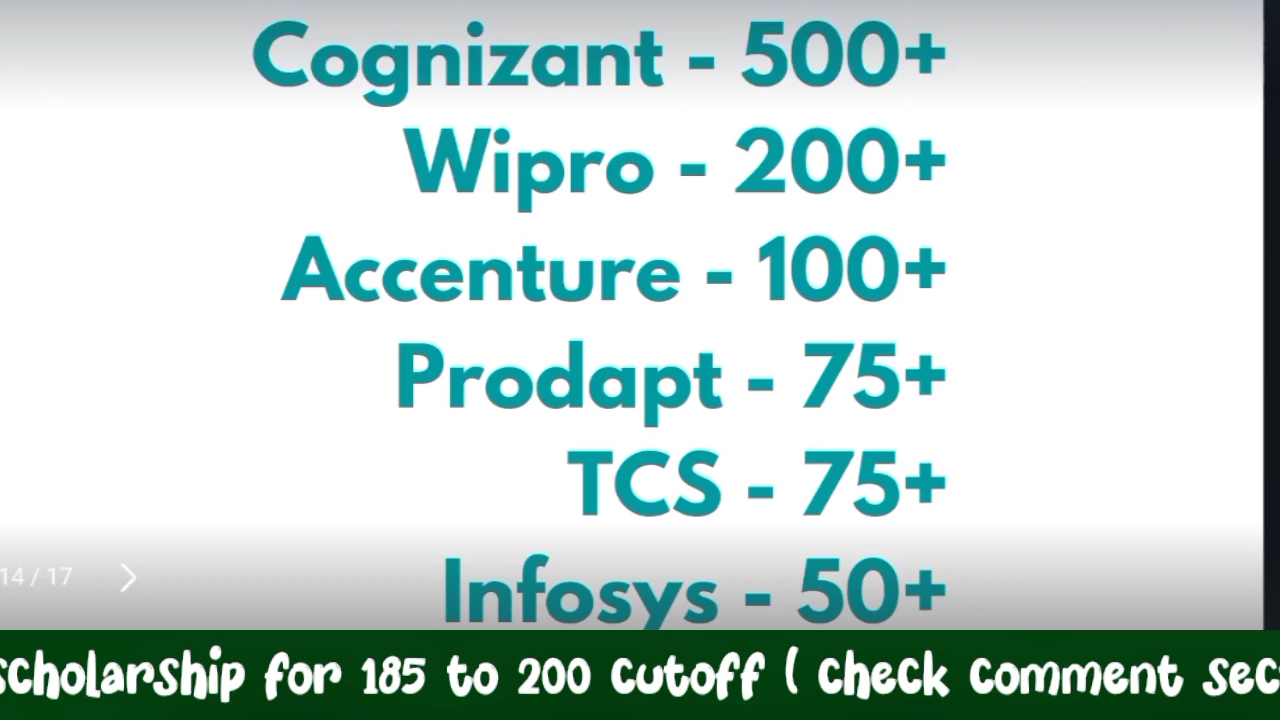 Cognizant - 500+
Wipro - 200+
Accenture - 100+
Prodapt - 75+
TCS - 75+
Infosys - 50+
14 / 17
scholarship for 185 to 200 cutoff ( check comment sec